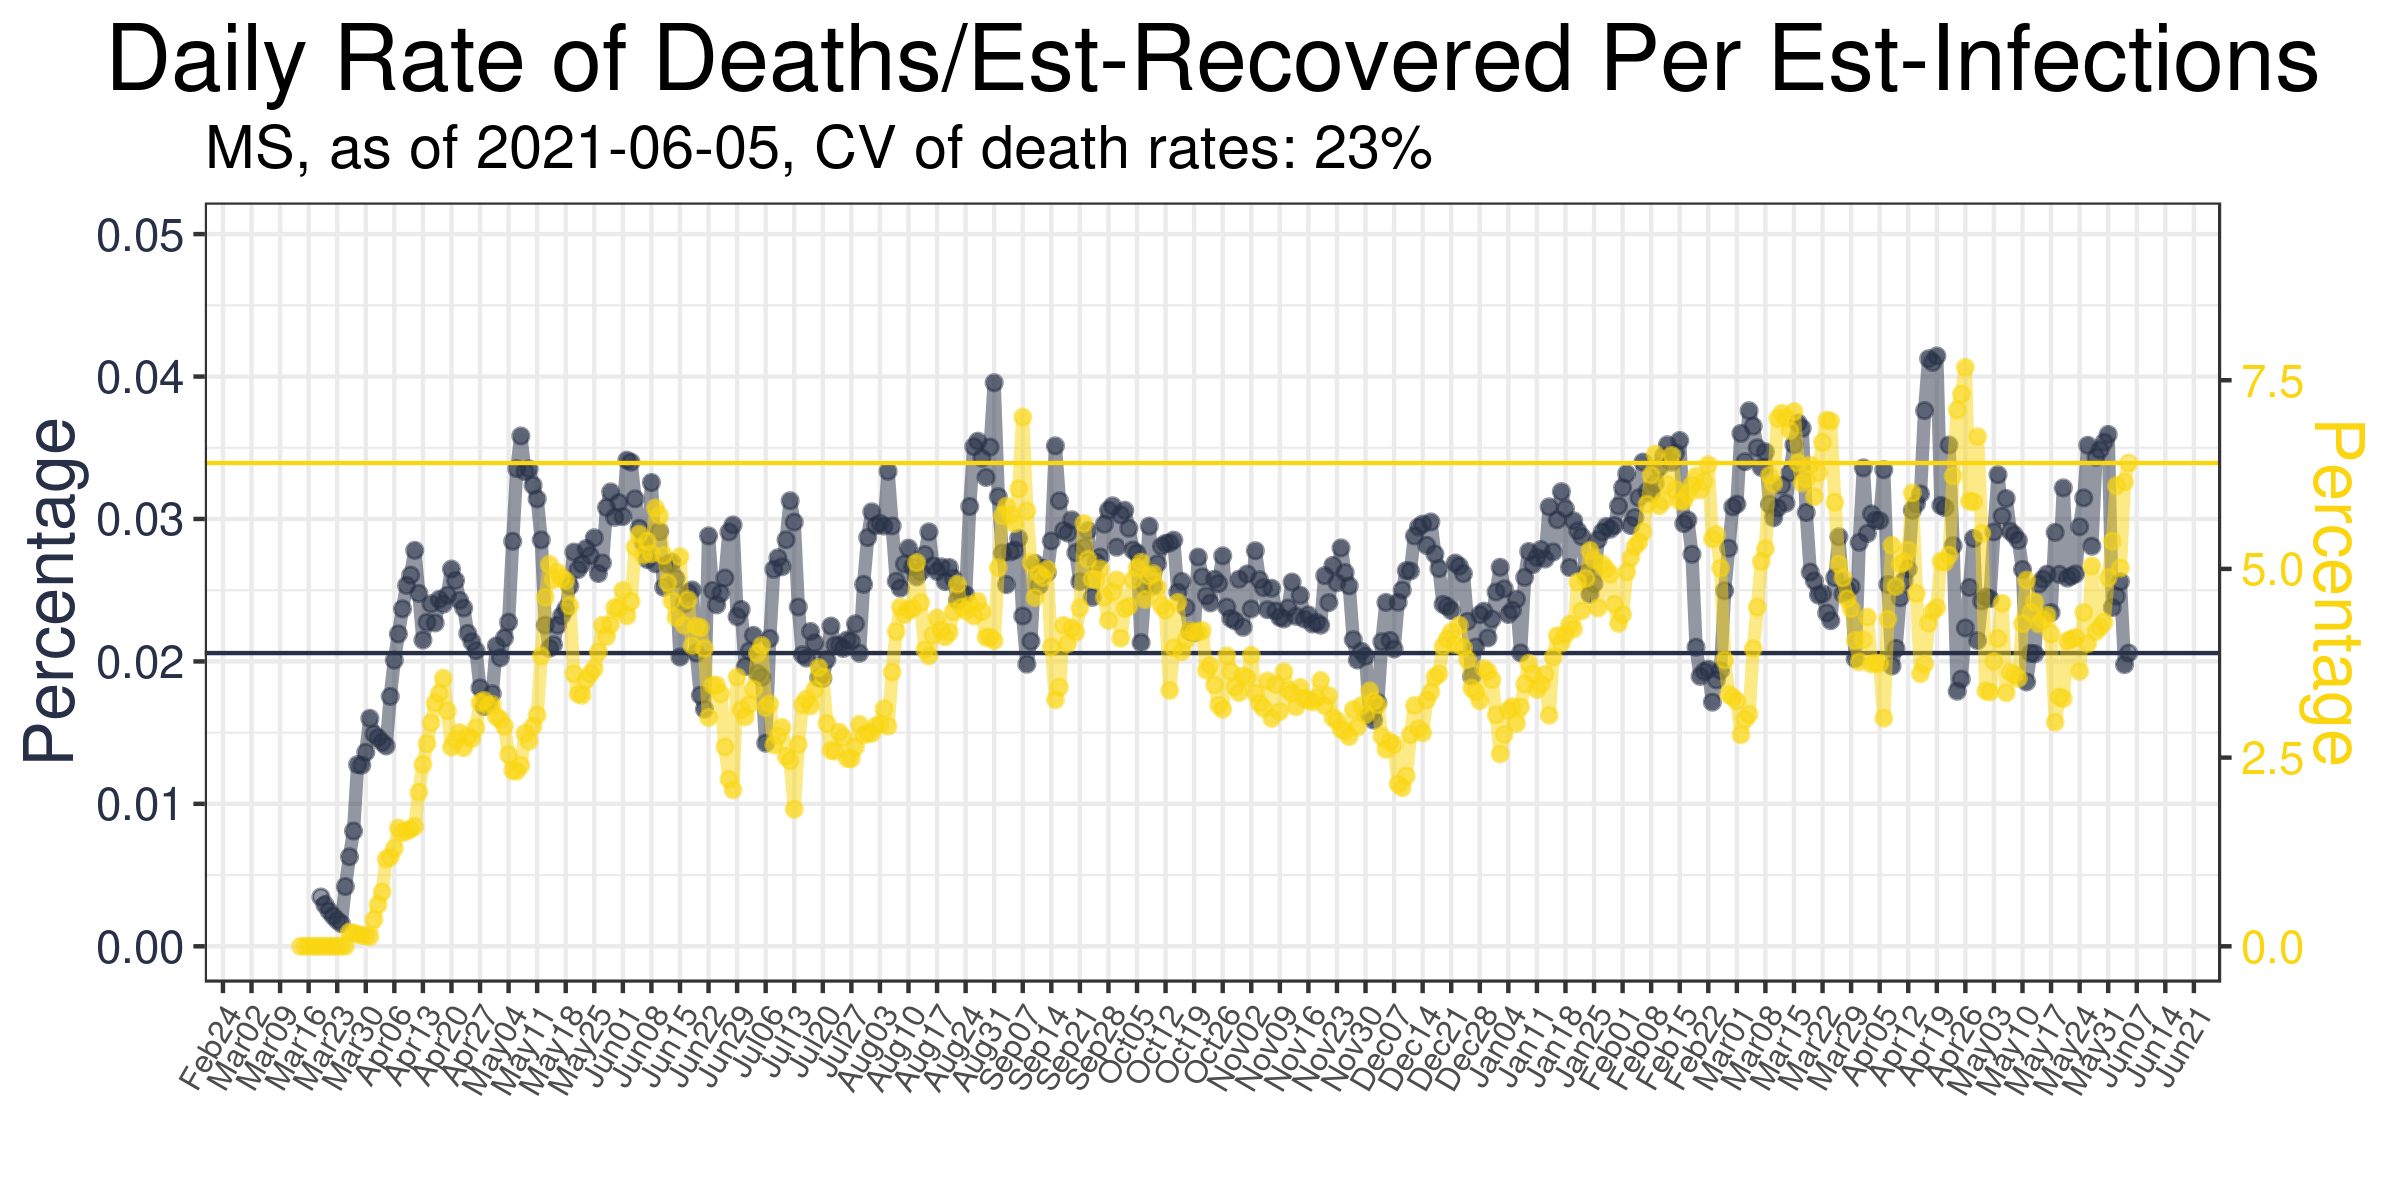 Daily Rate of Deaths/Est-Recovered Per Est-Infections
MS, as of 2021-06-05, CV of death rates: 23%
Percentage
0.05
0.04
0.03
0.02
0.01
0.00
7.5
5.0
2.5
0.0
Percentage
Feb24
Mar02
Mar09
Mar16
Mar23
Mar30
Apr06
Apr13
Apr20
Apr27
May04
May11
May18
May25
Jun01
Jun08
Jun15
Jun22
Jun29
Jul06
Jul13
Jul20
Jul27
Aug03
Aug10
Aug17
Aug24
Aug31
Sep07
Sep14
Sep21
Sep28
Oct05
Oct12
Oct19
Oct26
Nov02
Nov09
Nov16
Nov23
Nov30
Dec07
Dec14
Dec21
Dec28
Jan04
Jan11
Jan18
Jan25
Feb01
Feb08
Feb15
Feb22
Mar01
Mar08
Mar15
Mar22
Mar29
Apr05
Apr12
Apr19
Apr26
May03
May10
May17
May24
May31
Jun07
Jun14
Jun21